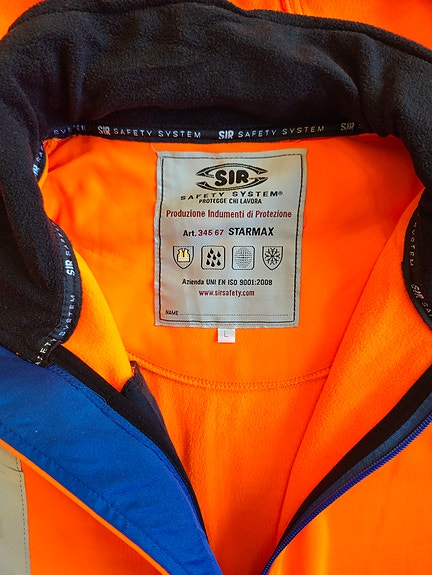 SIR SAFETY SYSTEM SIR SAFETY SYSTEM SIR
SIR
SAFETY SYSTEM®
PROTEGGE CHI LAVORA
Produzione Indumenti di Protezione
Art. 345 67 STARMAX
Azienda UNI EN ISO 9001:2008
www.sirsafety.com
NAME
L